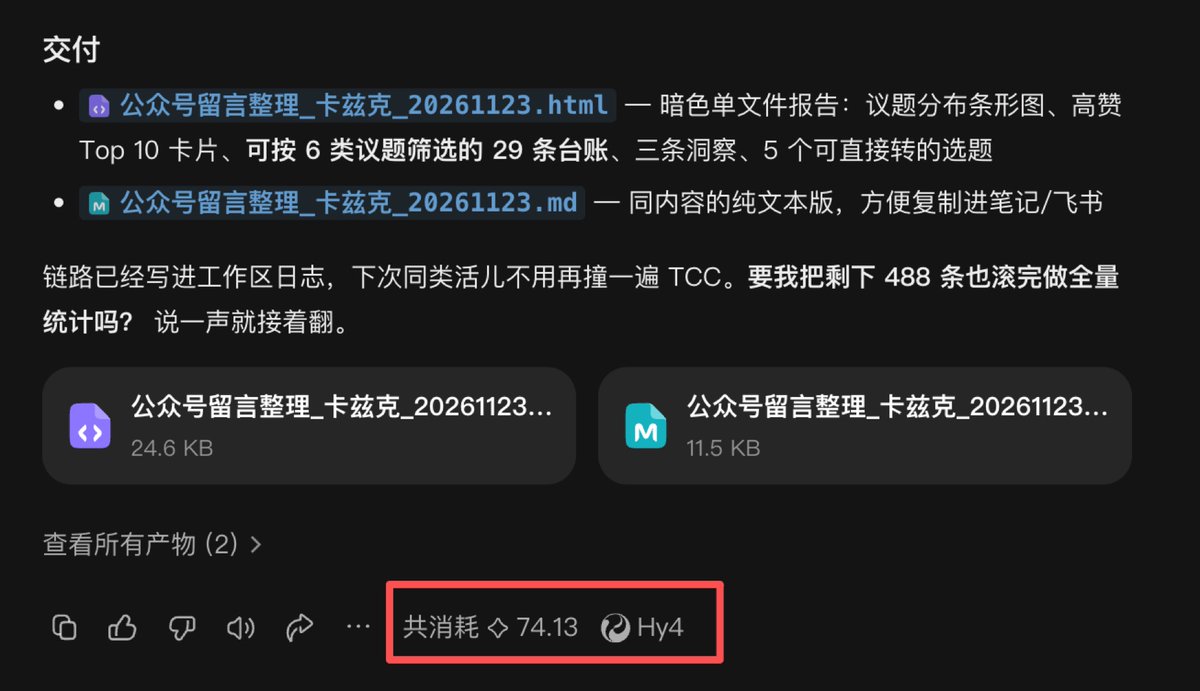 交付
公众号留言整理_卡兹克_20261123.html — 暗色单文件报告：议题分布条形图、高赞
Top 10 卡片、可按 6 类议题筛选的 29 条台账、三条洞察、5 个可直接转的选题
公众号留言整理_卡兹克_20261123.md — 同内容的纯文本版，方便复制进笔记/飞书
链路已经写进工作区日志，下次同类活儿不用再撞一遍 TCC。要我把剩下 488 条也滚完做全量
统计吗？ 说一声就接着翻。
公众号留言整理_卡兹克_20261123...
24.6 KB
公众号留言整理_卡兹克_20261123...
11.5 KB
查看所有产物 (2)
共消耗 74.13 Hy4